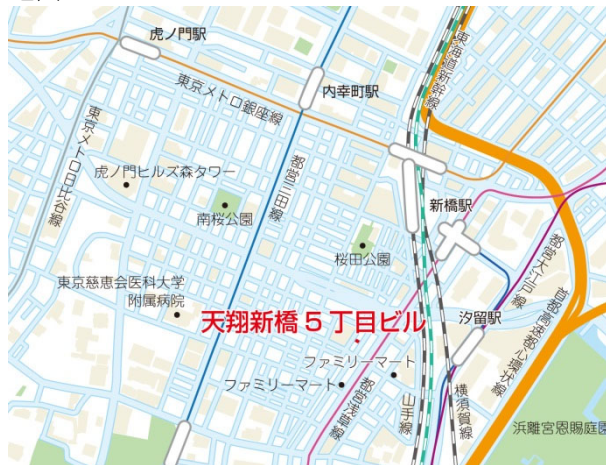 虎ノ門駅
東海道新幹線
内幸町駅
東京メトロ銀座線
東京メトロ日比谷線
都営三田線
虎ノ門ヒルズ森タワー
新橋駅
南桜公園
桜田公園
都営大江戸線
東京慈恵会医科大学
附属病院
首都高速都心環状線
天翔新橋5丁目ビル
汐留駅
ファミリーマート
ファミリーマート
都営浅草線
山手線
横須賀線
浜離宮恩賜庭園